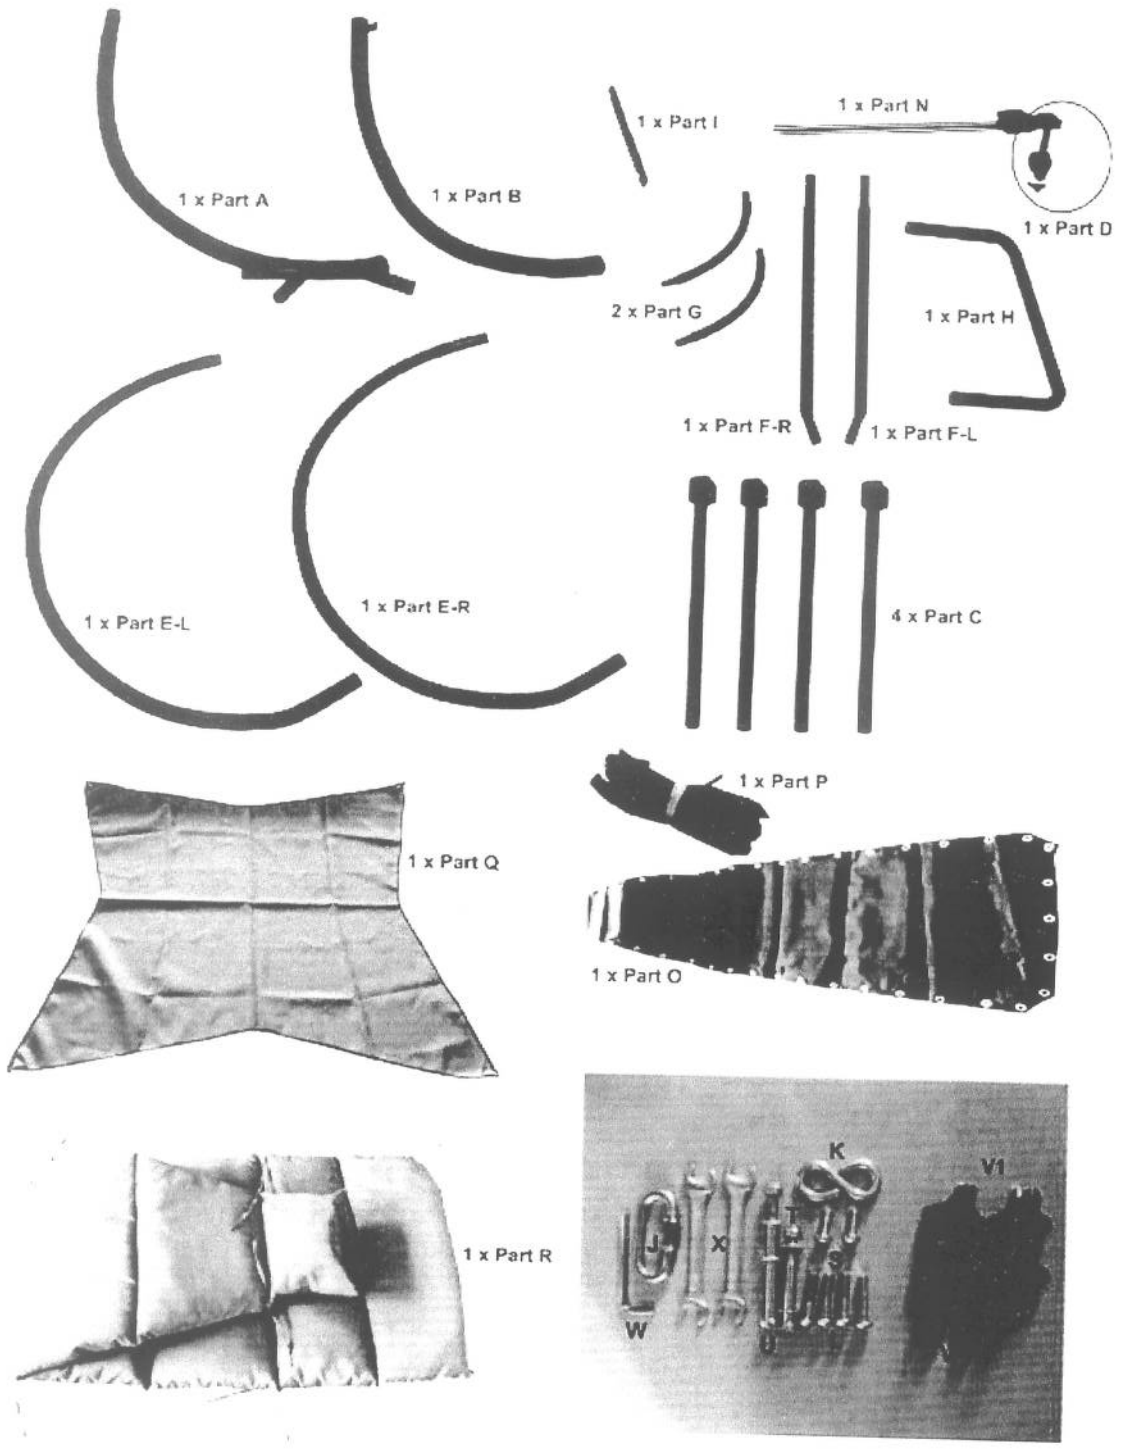 1 x Part N
1 x Part I
1 x Part A
1 x Part B
1 x Part D
2 x Part G
1 x Part H
1 x Part F-R
1 x Part F-L
1 x Part E-L
1 x Part E-R
4 x Part C
1 x Part P
1 x Part Q
1 x Part O
K
V1
T
J
X
S
1 x Part R
W
U